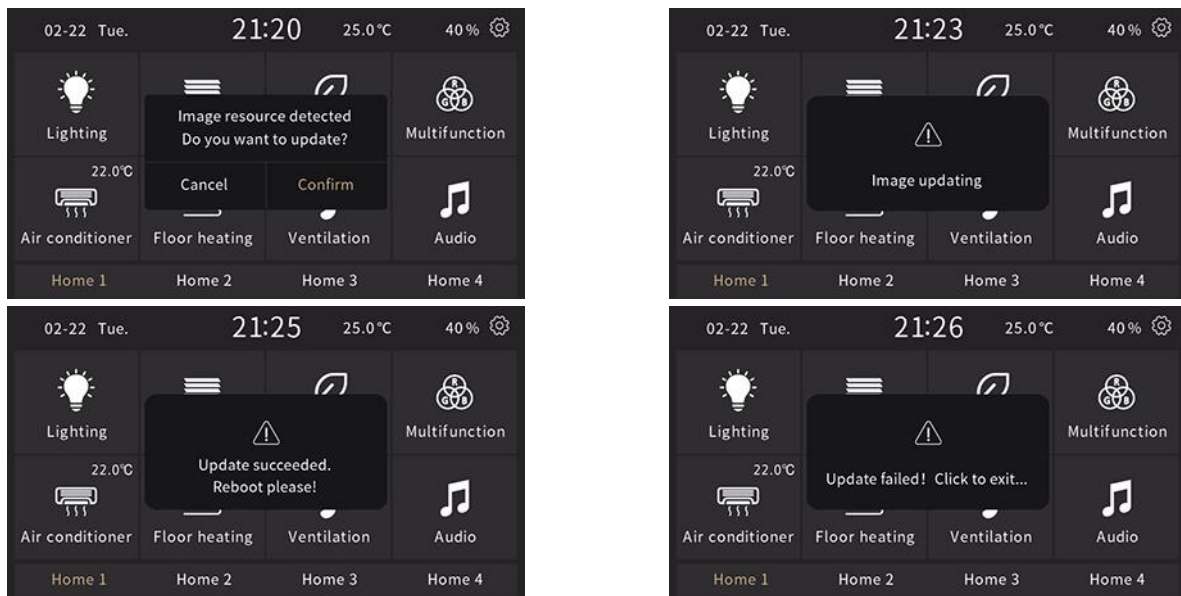 02-22 Tue. 21:20 25.0℃ 40% 
Image resource detected
Do you want to update?
Lighting Multifunction
22.0℃
Cancel Confirm
Air conditioner Floor heating Ventilation Audio
Home 1 Home 2 Home 3 Home 4
02-22 Tue. 21:23 25.0℃ 40%
R
G B
Lighting Multifunction
22.0℃
Image updating
Air conditioner Floor heating Ventilation Audio
Home 1 Home 2 Home 3 Home 4
02-22 Tue. 21:25 25.0℃ 40%
R
G B
Lighting Multifunction
Update succeeded.
22.0℃
Reboot please!
Air conditioner Floor heating Ventilation Audio
Home 1 Home 2 Home 3 Home 4
02-22 Tue. 21:26 25.0℃ 40%
R
G B
Lighting Multifunction
22.0℃
Update failed! Click to exit...
Air conditioner Floor heating Ventilation Audio
Home 1 Home 2 Home 3 Home 4